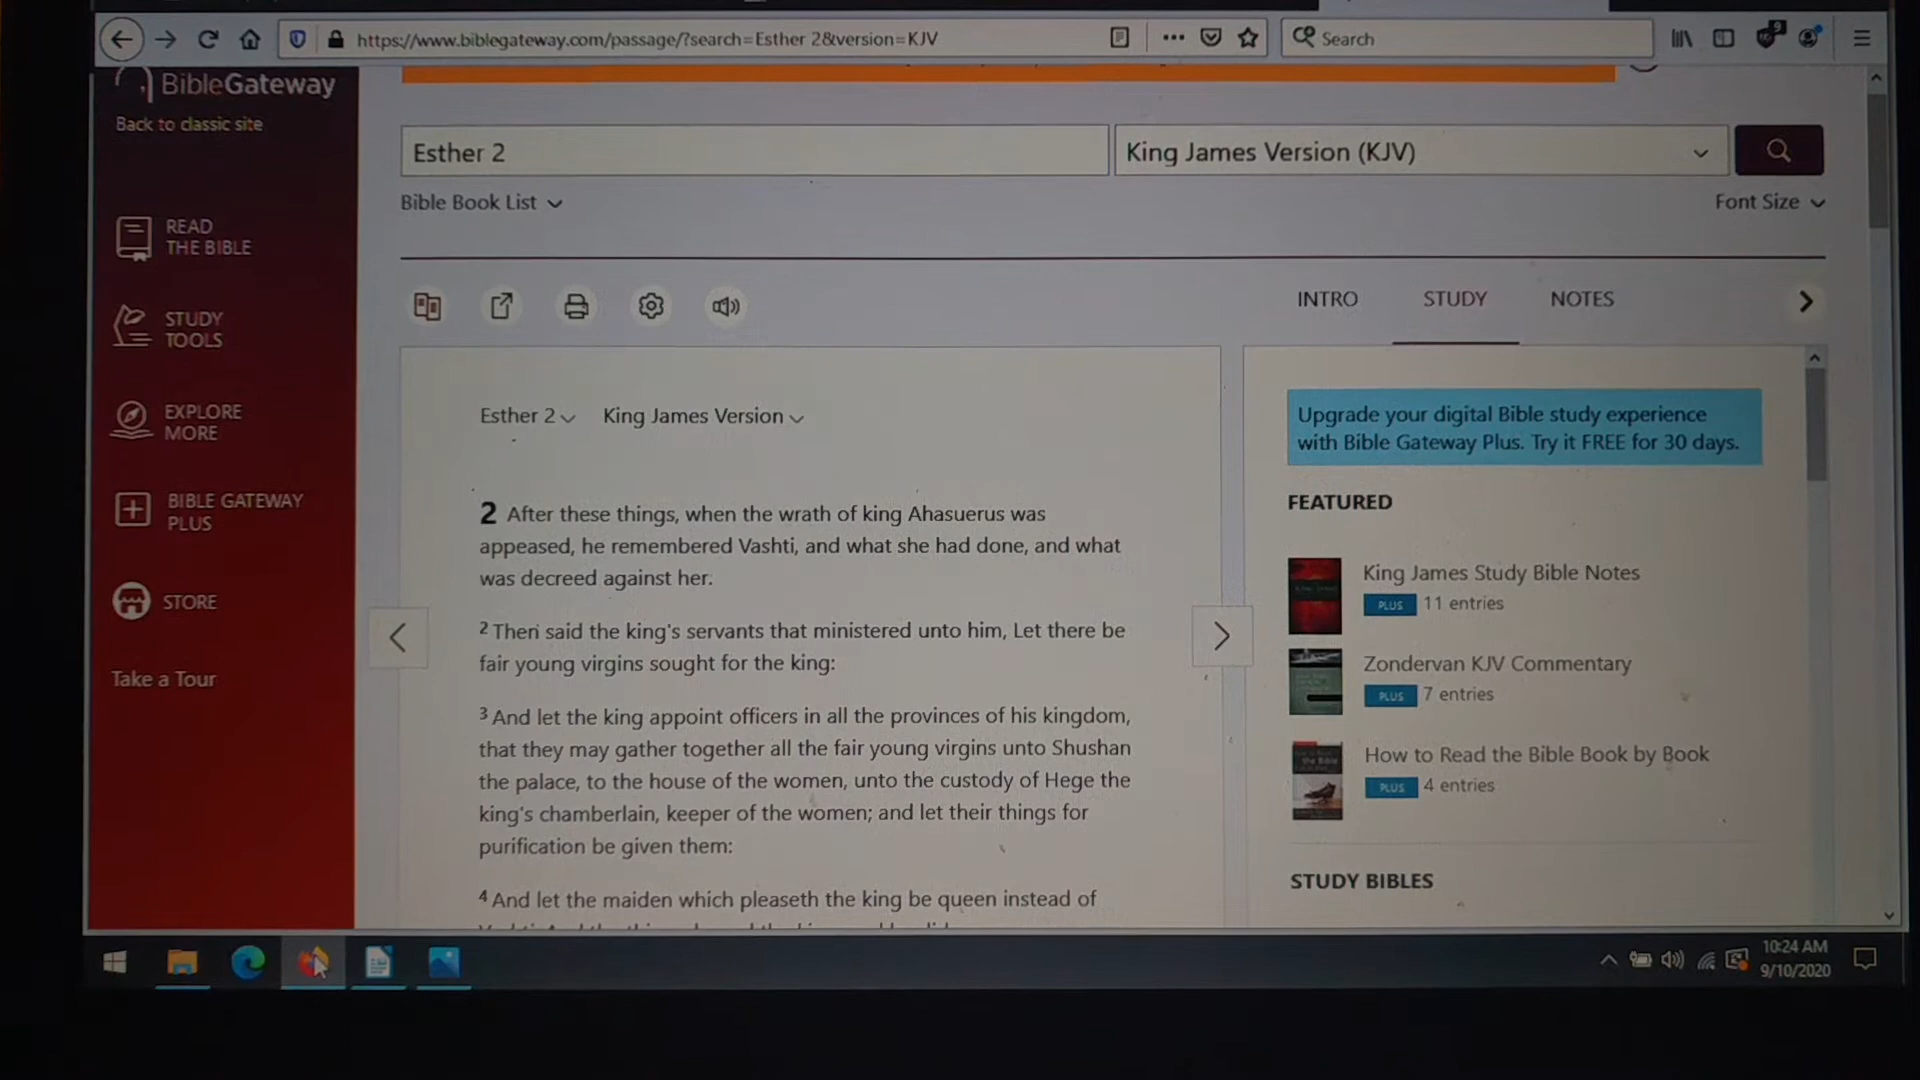 https://www.biblegateway.com/passage/?search=Esther 2&version=KJV
Search
9
BibleGateway
Back to classic site
Esther 2
King James Version (KJV)
Bible Book List
Font Size
READ
THE BIBLE
STUDY
TOOLS
EXPLORE
MORE
BIBLE GATEWAY
PLUS
STORE
Take a Tour
INTRO
STUDY
NOTES
Esther 2
King James Version
2 After these things, when the wrath of king Ahasuerus was
appeased, he remembered Vashti, and what she had done, and what
was decreed against her.
2 Then said the king's servants that ministered unto him, Let there be
fair young virgins sought for the king:
3 And let the king appoint officers in all the provinces of his kingdom,
that they may gather together all the fair young virgins unto Shushan
the palace, to the house of the women, unto the custody of Hege the
king's chamberlain, keeper of the women; and let their things for
purification be given them:
4 And let the maiden which pleaseth the king be queen instead of
Upgrade your digital Bible study experience
with Bible Gateway Plus. Try it FREE for 30 days.
FEATURED
King James Study Bible Notes
PLUS 11 entries
Zondervan KJV Commentary
PLUS 7 entries
How to Read the Bible Book by Book
PLUS 4 entries
STUDY BIBLES
10:24 AM
9/10/2020